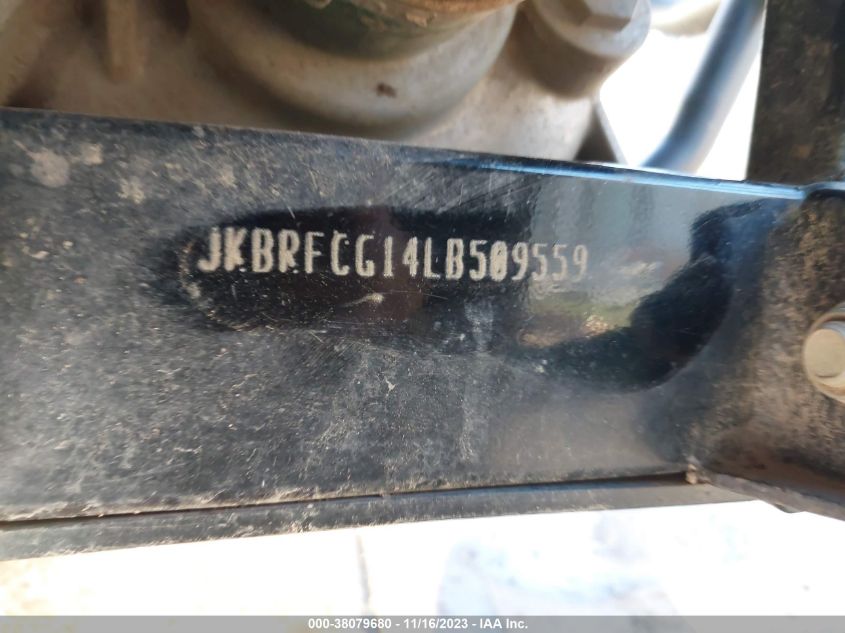 JKBRFCG14LB509559
000-38079680 - 11/16/2023 - IAA Inc.